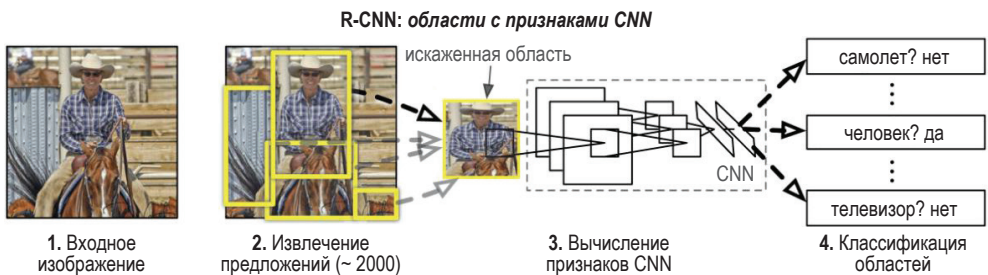 R-CNN: области с признаками CNN
искаженная область
самолет? нет
человек? да
CNN
телевизор? нет
1. Входное
изображение
2. Извлечение
предложений (~ 2000)
3. Вычисление
признаков CNN
4. Классификация
областей